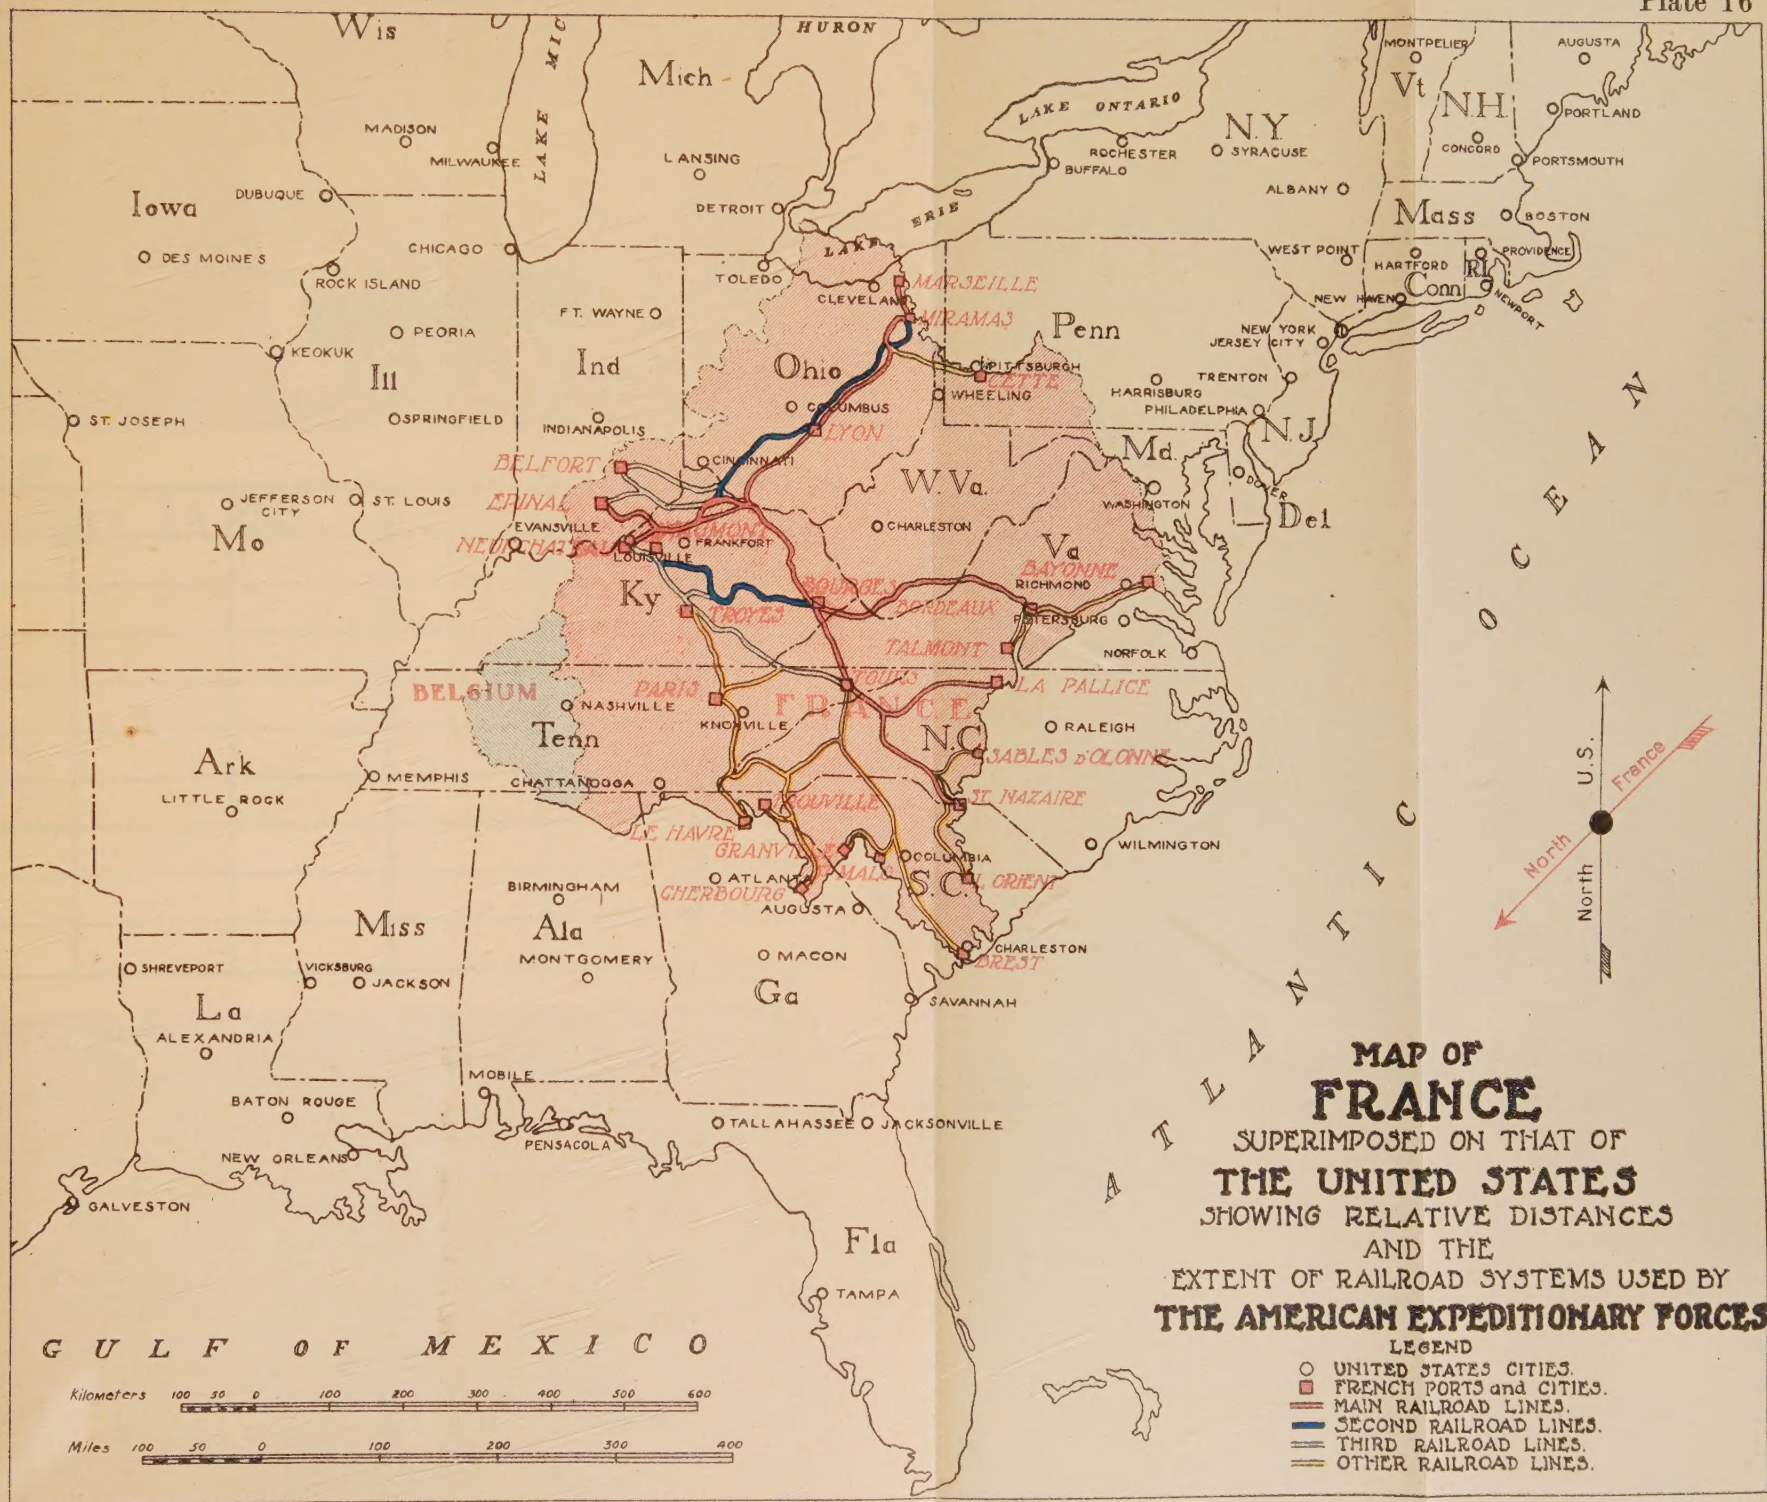 Plate 16
Wis
LAKE MIC
HURON
Mich
LAKE ONTARIO
N.Y.
MONTPELIER
Vt
N.H.
AUGUSTA
PORTLAND
CONCORD
PORTSMOUTH
MADISON
MILWAUKEE
LANSING
ROCHESTER
SYRACUSE
BUFFALO
ALBANY
Iowa
DUBUQUE
DETROIT
LAKE ERIE
Mass
BOSTON
DES MOINES
CHICAGO
ROCK ISLAND
TOLEDO
CLEVELAND
MARSEILLE
WEST POINT
HARTFORD
R.I.
PROVIDENCE
Conn
NEW HAVEN
NEWPORT
FT. WAYNE
MIRAMAS
Penn
NEW YORK
JERSEY CITY
PEORIA
KEOKUK
Ill
Ind
Ohio
PITTSBURGH
CETTE
WHEELING
HARRISBURG
TRENTON
PHILADELPHIA
ST. JOSEPH
SPRINGFIELD
INDIANAPOLIS
COLUMBUS
LYON
N.J.
Md.
BELFORT
CINCINNATI
W.Va.
WASHINGTON
DOVER
Del
JEFFERSON
CITY
ST. LOUIS
EPINAL
EVANSVILLE
CHARLESTON
Mo
NEUFCHATEAU
LOUISVILLE
FRANKFORT
Va
BAYONNE
RICHMOND
Ky
TROYES
BOURGES
BORDEAUX
PETERSBURG
TALMONT
NORFOLK
BELGIUM
PARIS
TOURS
LA PALLICE
NASHVILLE
KNOXVILLE
FRANCE
Tenn
RALEIGH
N.C.
SABLES D'OLONNE
Ark
LITTLE ROCK
MEMPHIS
CHATTANOOGA
TROUVILLE
ST NAZAIRE
LE HAVRE
GRANVILLE
COLUMBIA
WILMINGTON
ATLANTA
ST MALO
S.C.
L'ORIENT
CHERBOURG
BIRMINGHAM
AUGUSTA
Miss
Ala
MONTGOMERY
MACON
CHARLESTON
BREST
SHREVEPORT
VICKSBURG
JACKSON
Ga
SAVANNAH
La
ALEXANDRIA
MOBILE
BATON ROUGE
TALLAHASSEE
JACKSONVILLE
PENSACOLA
NEW ORLEANS
GALVESTON
Fla
TAMPA
ATLANTIC OCEAN
U.S.
France
North
North
GULF OF MEXICO
Kilometers 100 50 0 100 200 300 400 500 600
Miles 100 50 0 100 200 300 400
MAP OF
FRANCE
SUPERIMPOSED ON THAT OF
THE UNITED STATES
SHOWING RELATIVE DISTANCES
AND THE
EXTENT OF RAILROAD SYSTEMS USED BY
THE AMERICAN EXPEDITIONARY FORCES
LEGEND
UNITED STATES CITIES.
FRENCH PORTS and CITIES.
MAIN RAILROAD LINES.
SECOND RAILROAD LINES.
THIRD RAILROAD LINES.
OTHER RAILROAD LINES.